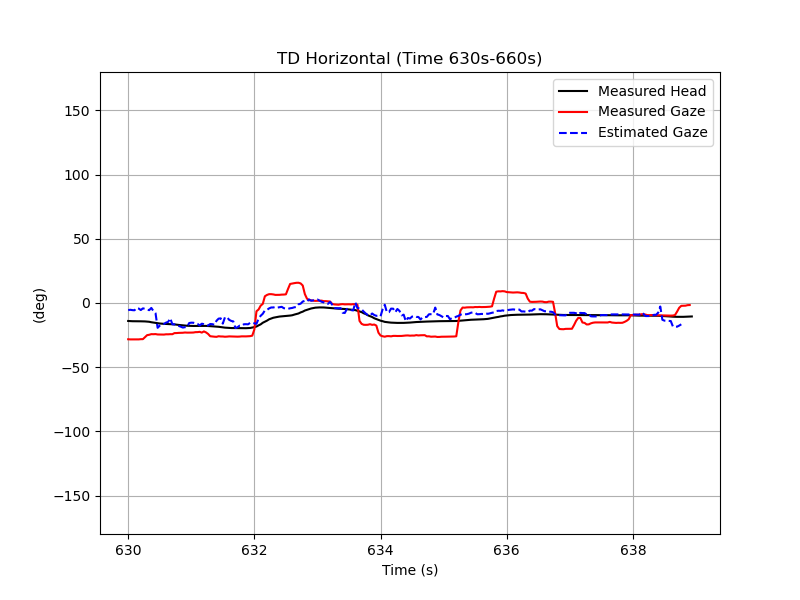 TD Horizontal (Time 630s-660s)
Measured Head
Measured Gaze
Estimated Gaze
150
100
50
0
−50
−100
−150
(deg)
630
632
634
636
638
Time (s)